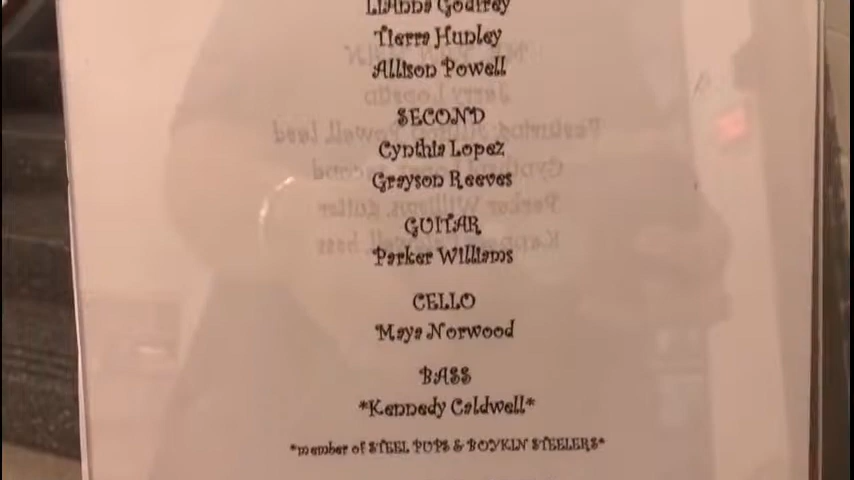 LiAnna Godfrey
Tierra Hunley
Allison Powell
SECOND
Cynthia Lopez
Grayson Reeves
GUITAR
Parker Williams
CELLO
Maya Norwood
BASS
*Kennedy Caldwell*
*member of STEEL PUPS & BOYKIN STEELERS*